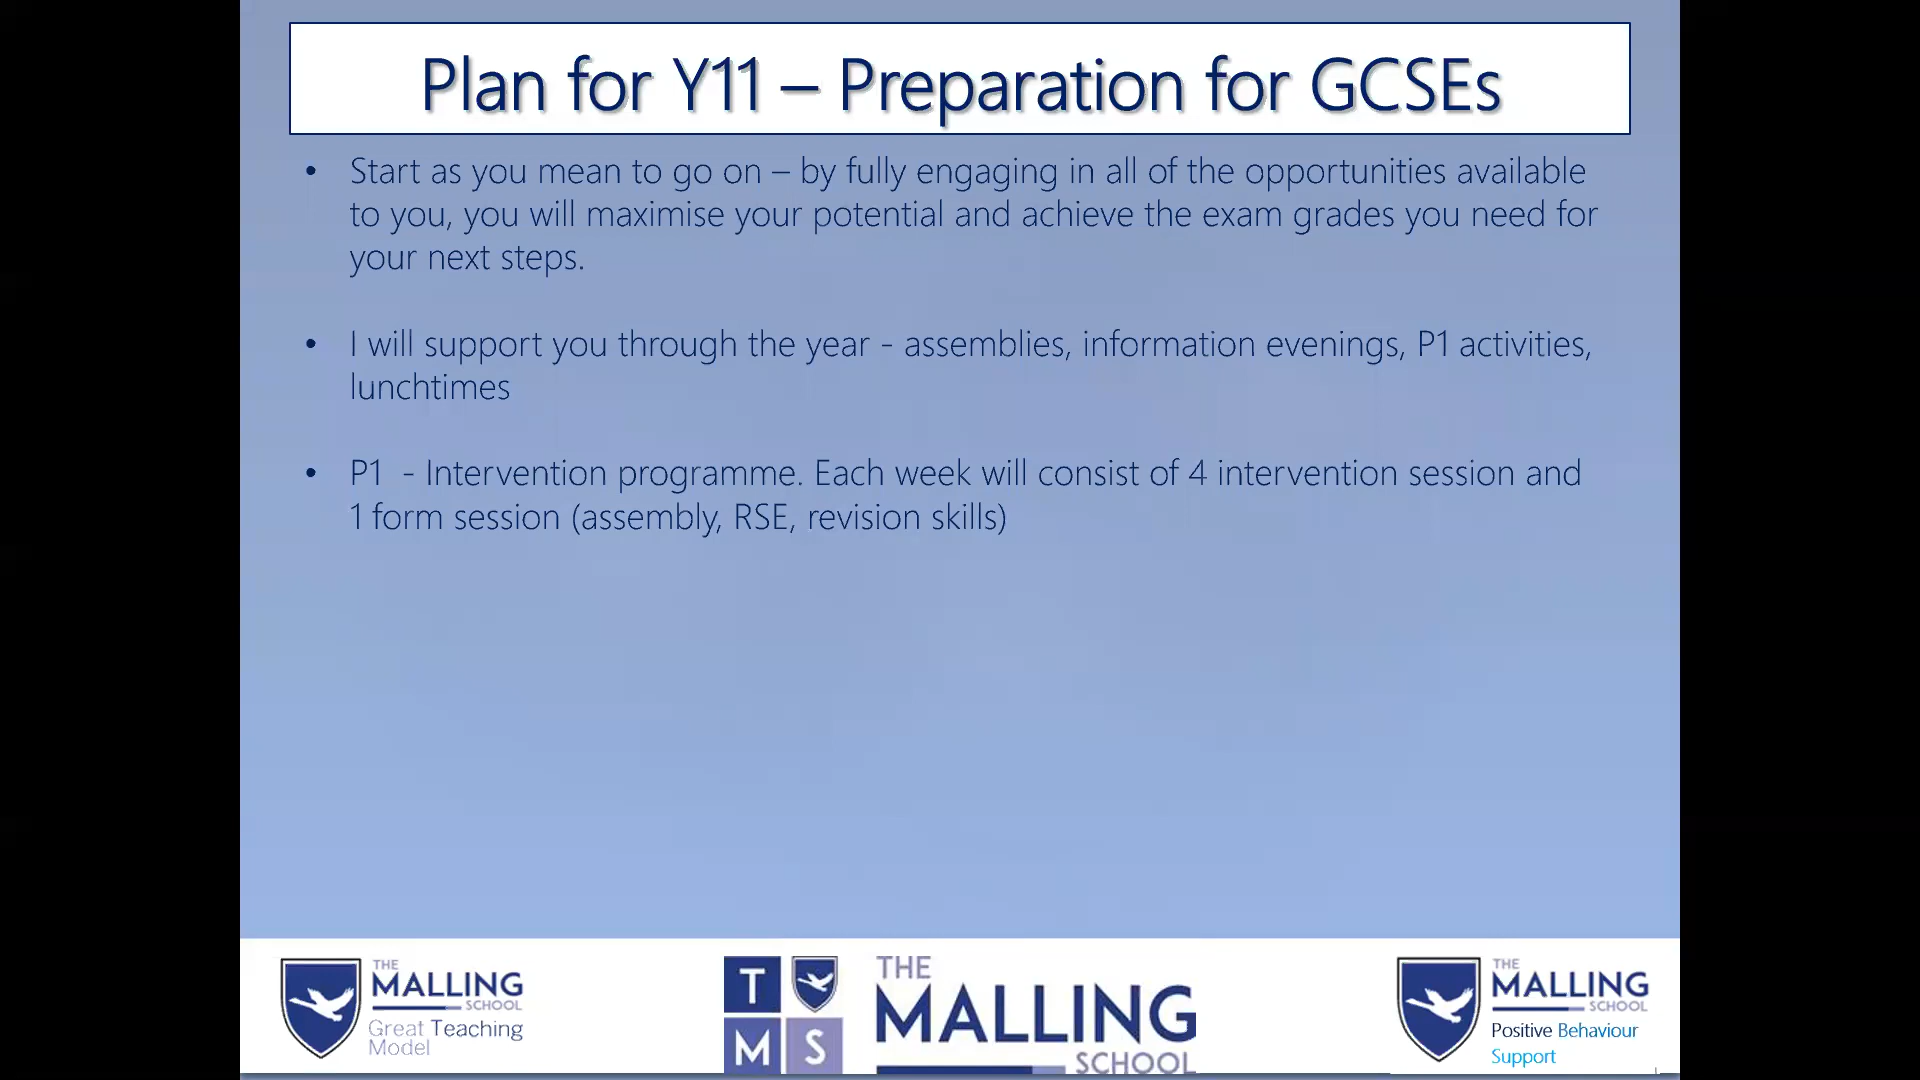 Plan for Y11 – Preparation for GCSEs
• Start as you mean to go on – by fully engaging in all of the opportunities available
to you, you will maximise your potential and achieve the exam grades you need for
your next steps.
• I will support you through the year - assemblies, information evenings, P1 activities,
lunchtimes
• P1  - Intervention programme. Each week will consist of 4 intervention session and
1 form session (assembly, RSE, revision skills)
THE
MALLING
SCHOOL
Great Teaching
Model
T
M S
THE
MALLING
SCHOOL
THE
MALLING
SCHOOL
Positive Behaviour
Support